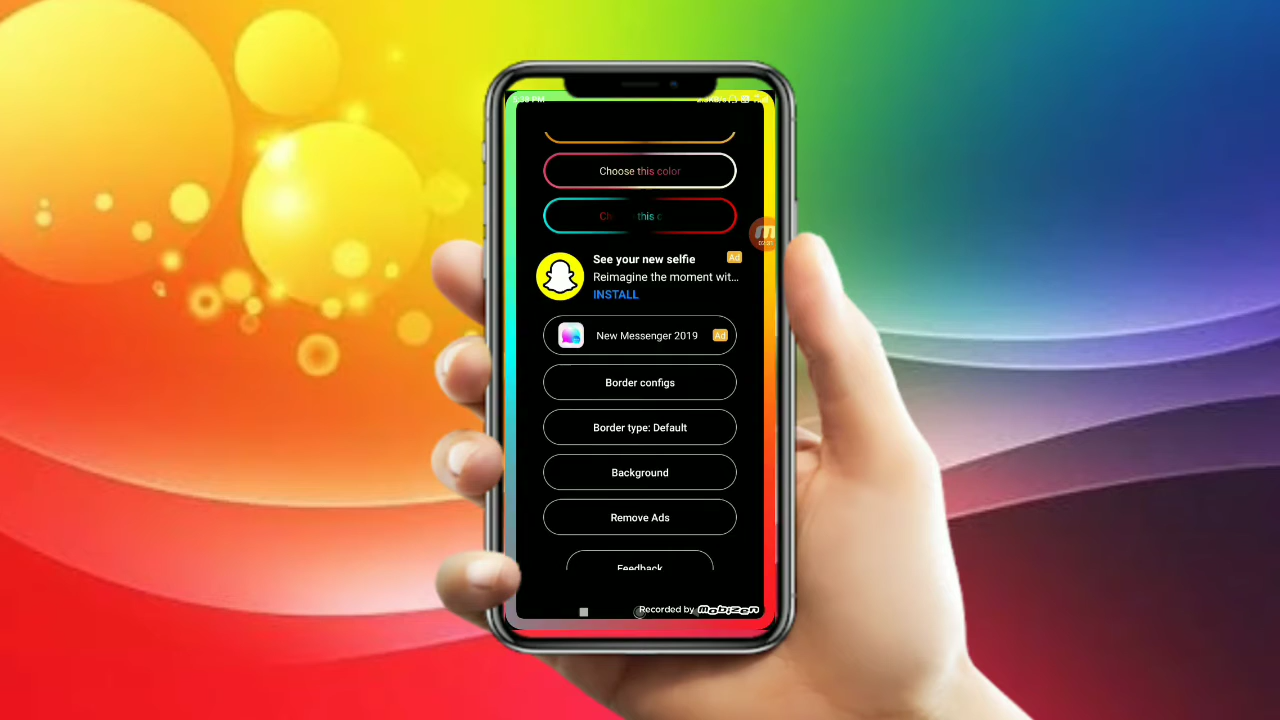 Choose this color
this c
See your new selfie
Ad
Reimagine the moment wit...
INSTALL
New Messenger 2019
Ad
Border configs
Border type: Default
Background
Remove Ads
Feedback
Recorded by Mobizen